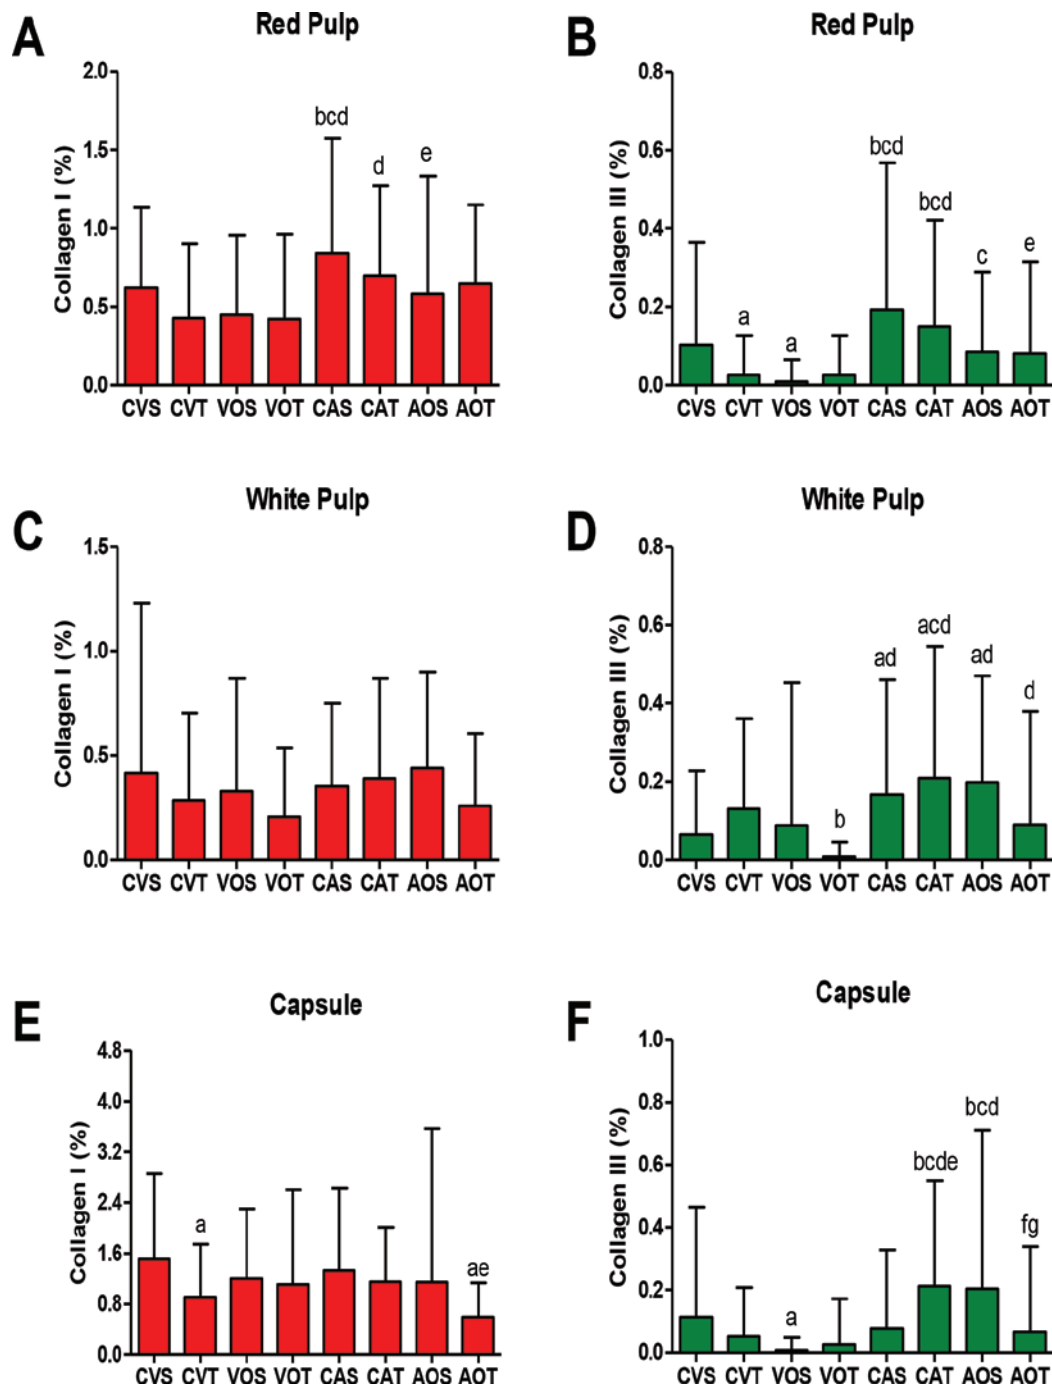 A
Red Pulp
Collagen I (%)
2.0
1.5
1.0
0.5
0.0
bcd
d
e
CVS CVT VOS VOT CAS CAT AOS AOT
B
Red Pulp
Collagen III (%)
0.8
0.6
0.4
0.2
0.0
a
a
bcd
bcd
c
e
CVS CVT VOS VOT CAS CAT AOS AOT
C
White Pulp
Collagen I (%)
1.5
1.0
0.5
0.0
CVS CVT VOS VOT CAS CAT AOS AOT
D
White Pulp
Collagen III (%)
0.8
0.6
0.4
0.2
0.0
b
ad
acd
ad
d
CVS CVT VOS VOT CAS CAT AOS AOT
E
Capsule
Collagen I (%)
4.8
4.0
3.2
2.4
1.6
0.8
0.0
a
ae
CVS CVT VOS VOT CAS CAT AOS AOT
F
Capsule
Collagen III (%)
1.0
0.8
0.6
0.4
0.2
0.0
a
bcde
bcd
fg
CVS CVT VOS VOT CAS CAT AOS AOT